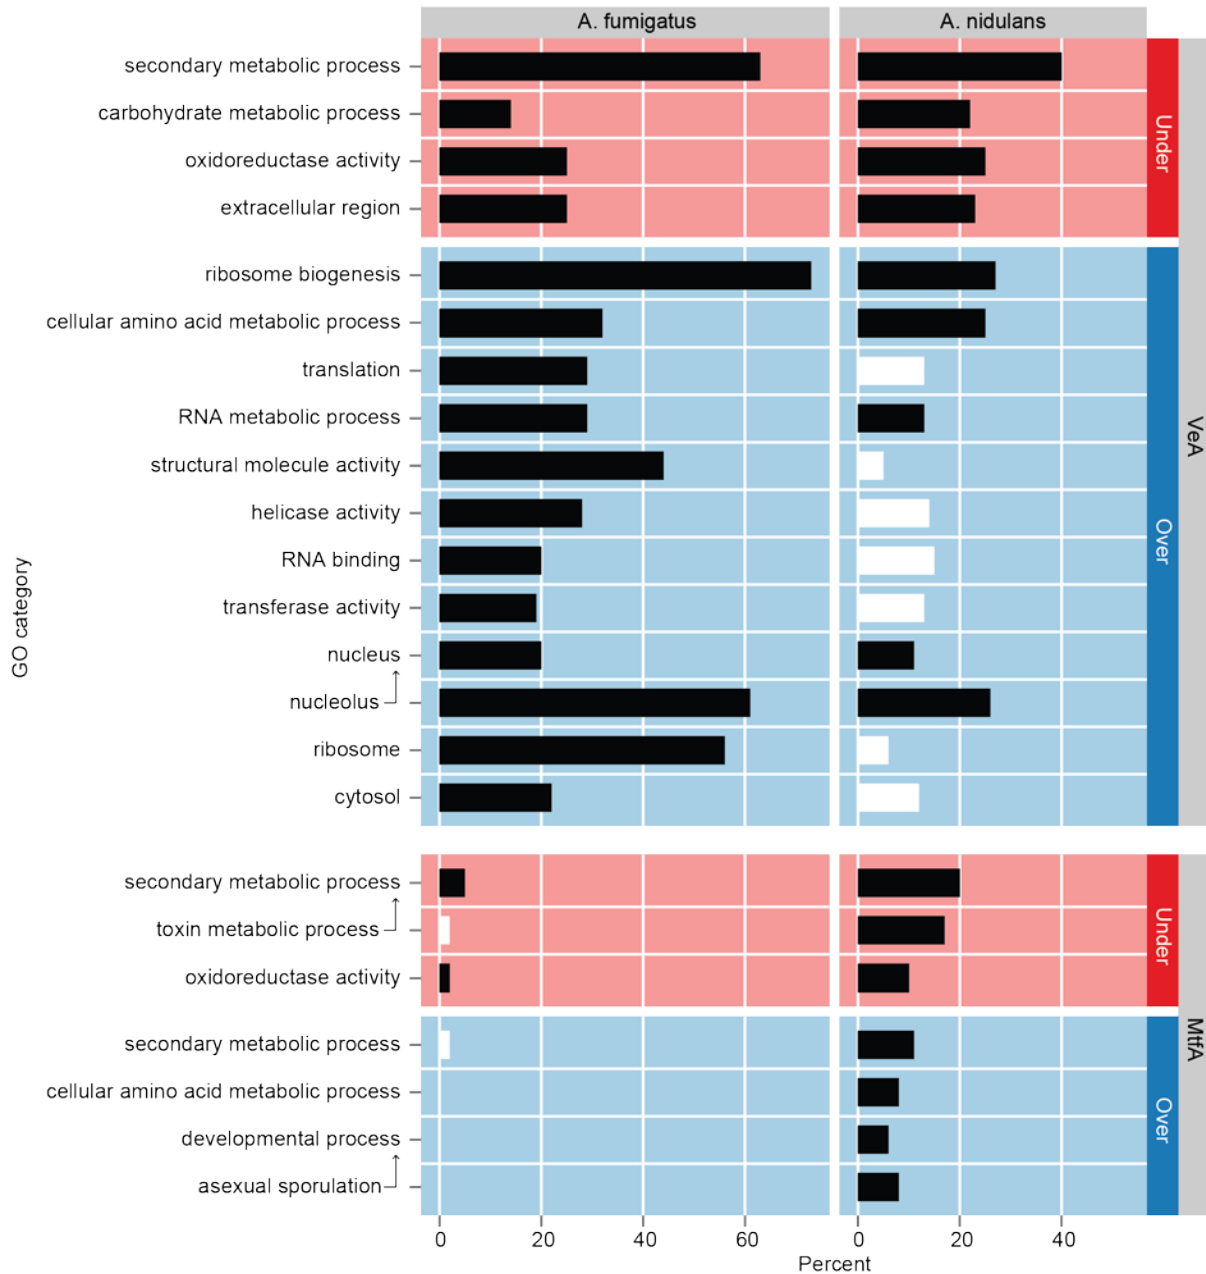 A. fumigatus
A. nidulans
secondary metabolic process
carbohydrate metabolic process
oxidoreductase activity
extracellular region
Under
ribosome biogenesis
cellular amino acid metabolic process
translation
RNA metabolic process
structural molecule activity
helicase activity
RNA binding
transferase activity
nucleus
nucleolus
ribosome
cytosol
Over
VeA
secondary metabolic process
toxin metabolic process
oxidoreductase activity
Under
secondary metabolic process
cellular amino acid metabolic process
developmental process
asexual sporulation
Over
MtfA
GO category
0 20 40 60
0 20 40
Percent